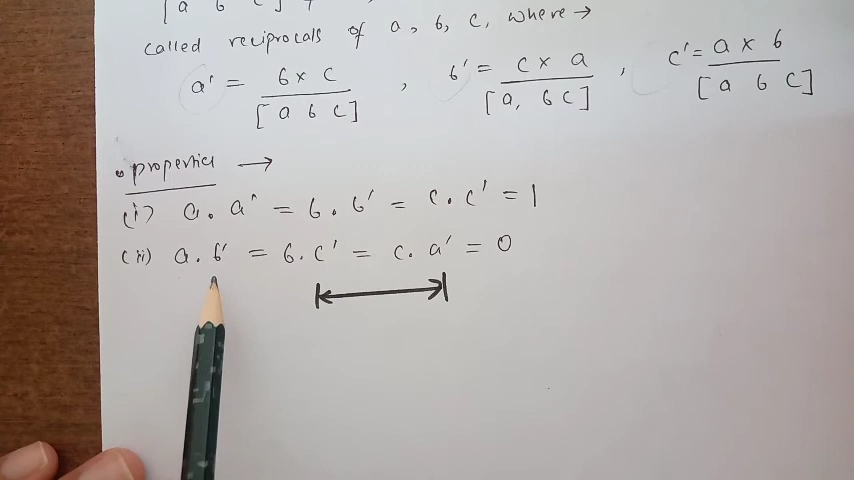 [a b c]
called reciprocals of a, b, c, where →
a' = b × c / [a b c] , b' = c × a / [a, b c] , c' = a × b / [a b c]
• properties →
(i) a . a' = b . b' = c . c' = 1
(ii) a . b' = b . c' = c . a' = 0